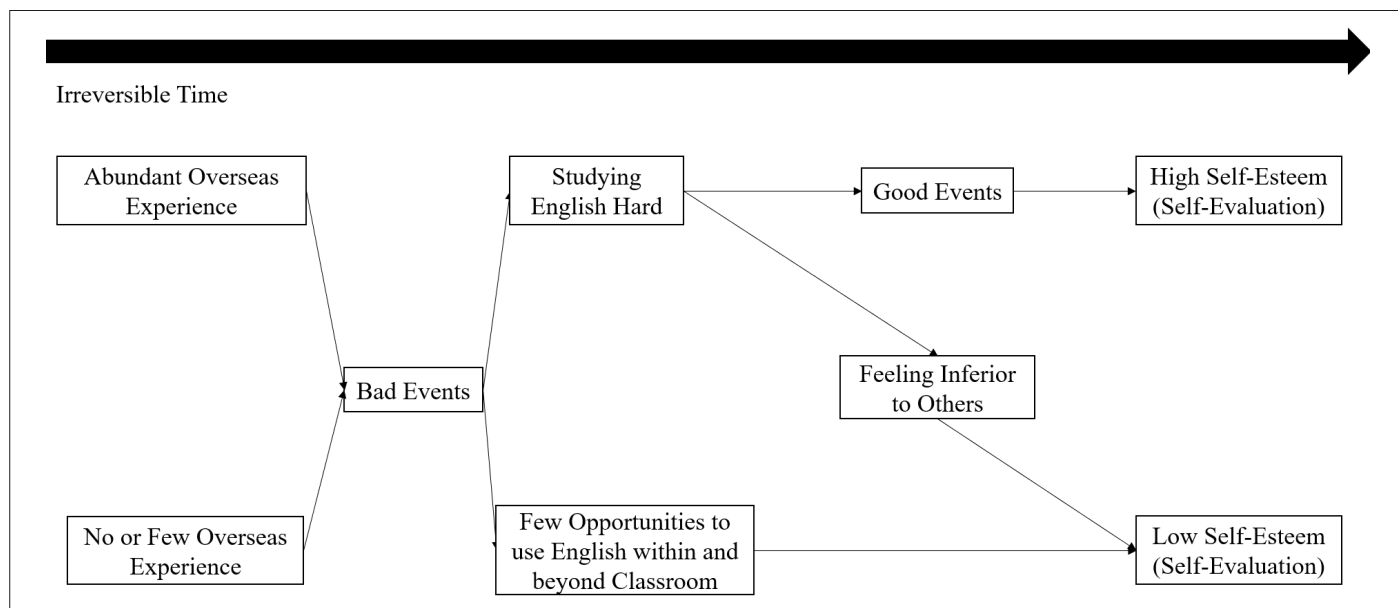 Irreversible Time
Abundant Overseas
Experience
Studying
English Hard
Good Events
High Self-Esteem
(Self-Evaluation)
Bad Events
Feeling Inferior
to Others
No or Few Overseas
Experience
Few Opportunities to
use English within and
beyond Classroom
Low Self-Esteem
(Self-Evaluation)